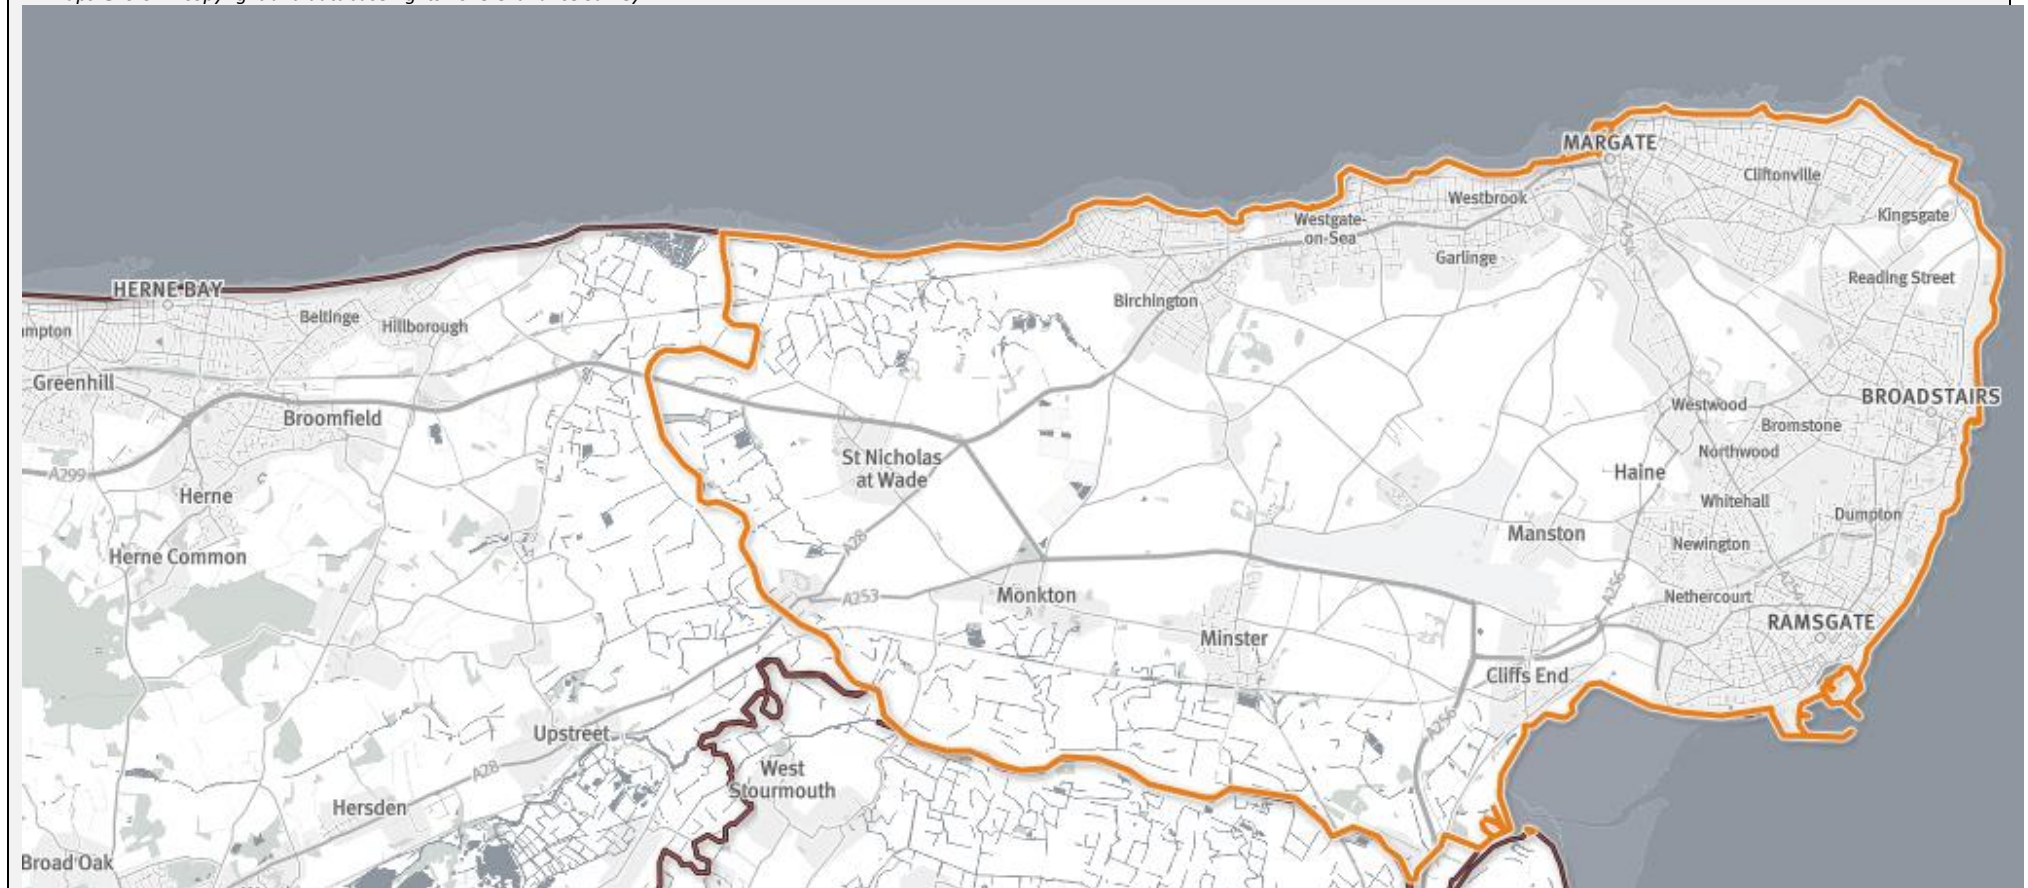 MARGATE
Cliftonville
Westbrook
Kingsgate
Westgate-
on-Sea
Garlinge
Reading Street
HERNE BAY
Birchington
Beltinge
Hillborough
Greenhill
BROADSTAIRS
Westwood
Broomfield
Bromstone
Northwood
St Nicholas
at Wade
Haine
A299
Herne
Whitehall
Dumpton
Manston
A28
Newington
Herne Common
A256
Monkton
A253
Nethercourt
RAMSGATE
Minster
Cliffs End
A256
Upstreet
West
Stourmouth
A28
Hersden
Broad Oak